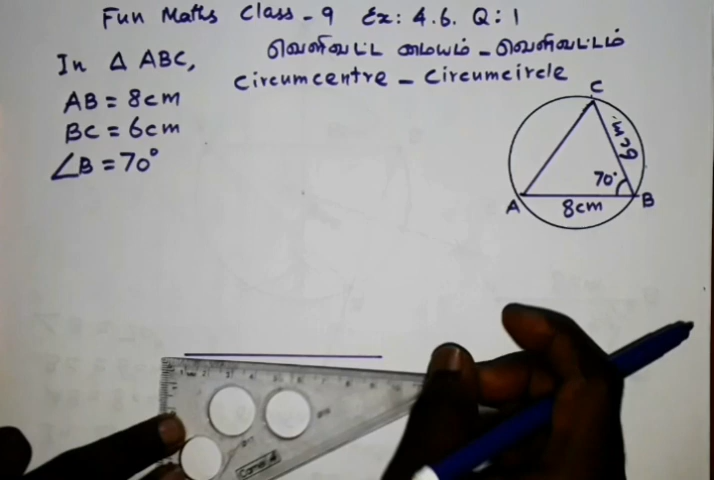 Fun Maths Class - 9 Ex: 4.6. Q: 1
வெளிவட்ட மையம் - வெளிவட்டம்
Circumcentre - Circumcircle
In Δ ABC,
AB = 8cm
BC = 6cm
∠B = 70°
C
6cm
70°
A 8cm B
Camel